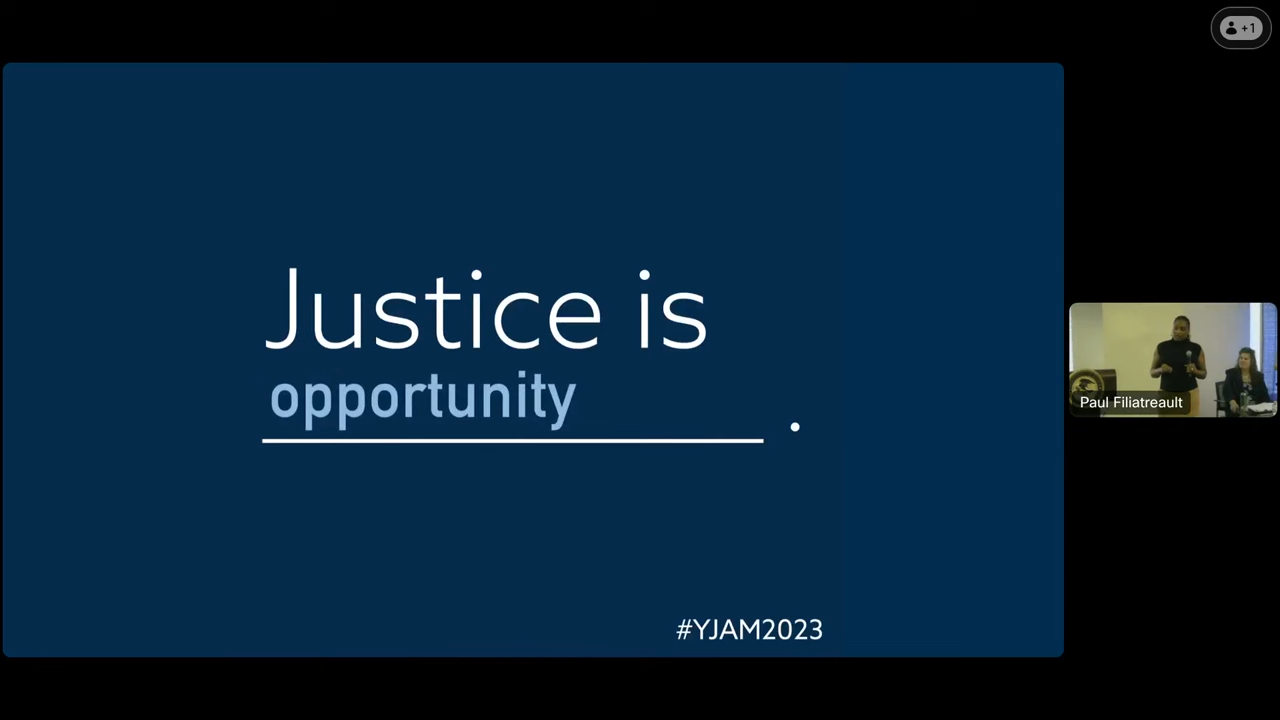 +1
Justice is
opportunity
.
#YJAM2023
Paul Filiatreault